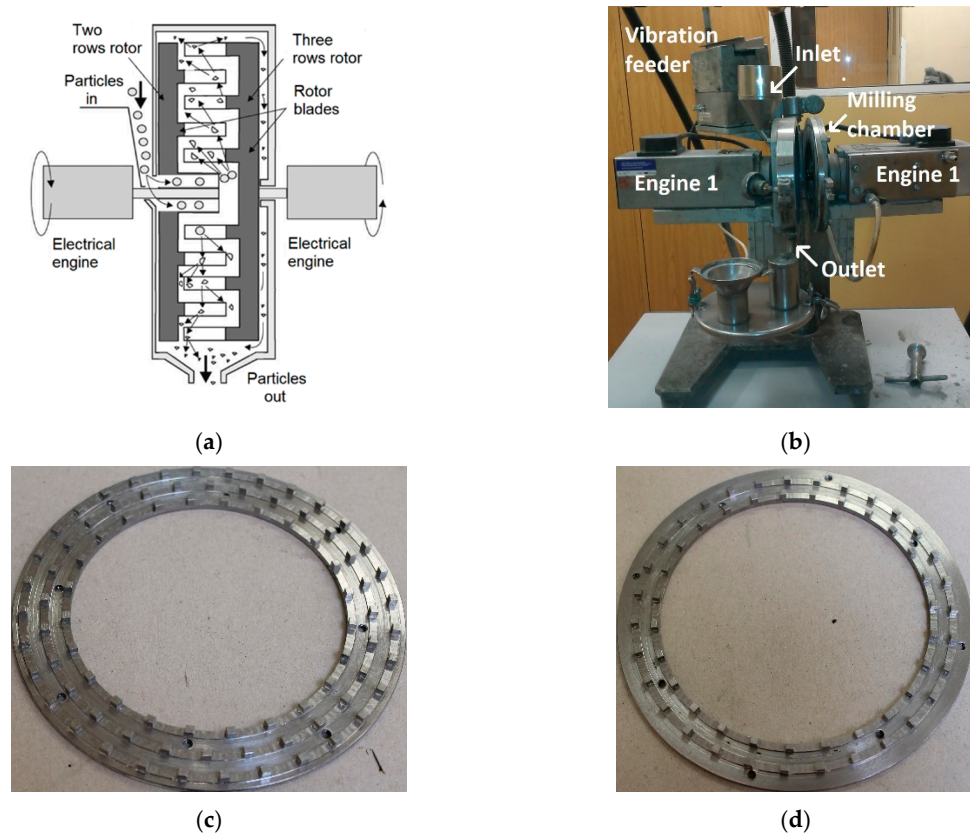 Two
rows rotor
Particles
in
Three
rows rotor
Rotor
blades
Electrical
engine
Electrical
engine
Particles
out
(a)
Vibration
feeder
Inlet
Milling
chamber
Engine 1
Engine 1
Outlet
(b)
(c)
(d)